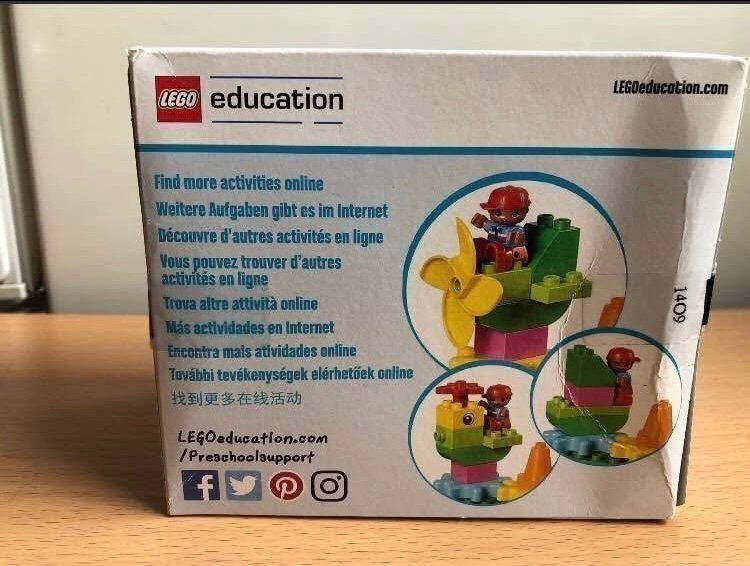 LEGO education
LEGOeducation.com
Find more activities online
Weitere Aufgaben gibt es im Internet
Découvre d'autres activités en ligne
Vous pouvez trouver d'autres
activités en ligne
Trova altre attività online
Más actividades en Internet
Encontra mais atividades online
További tevékenységek elérhetőek online
找到更多在线活动
LEGOeducation.com
/Preschoolsupport
14O9